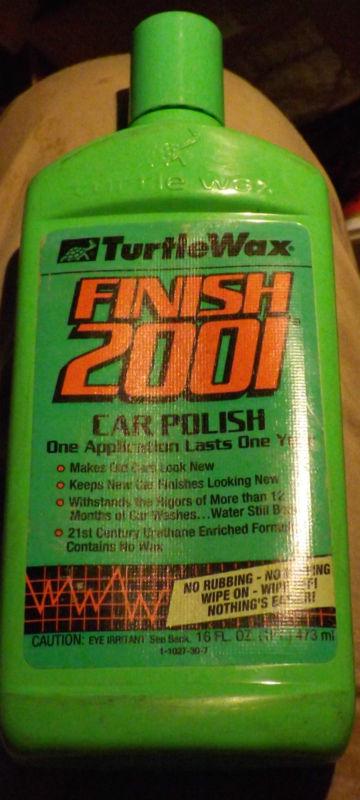 turtle wax
TurtleWax
FINISH
2001
CAR POLISH
One Application Lasts One Year
Makes Old Cars Look New
Keeps New Car Finishes Looking New
Withstands the Rigors of More than 12
Months of Car Washes...Water Still
21st Century Urethane Enriched Formula
Contains No Wax
NO RUBBING - NO
WIPE ON - WIPE OFF
NOTHING'S EASIER!
CAUTION: EYE IRRITANT See Back. 16 FL. OZ. 473 ml
1-1027-30-7